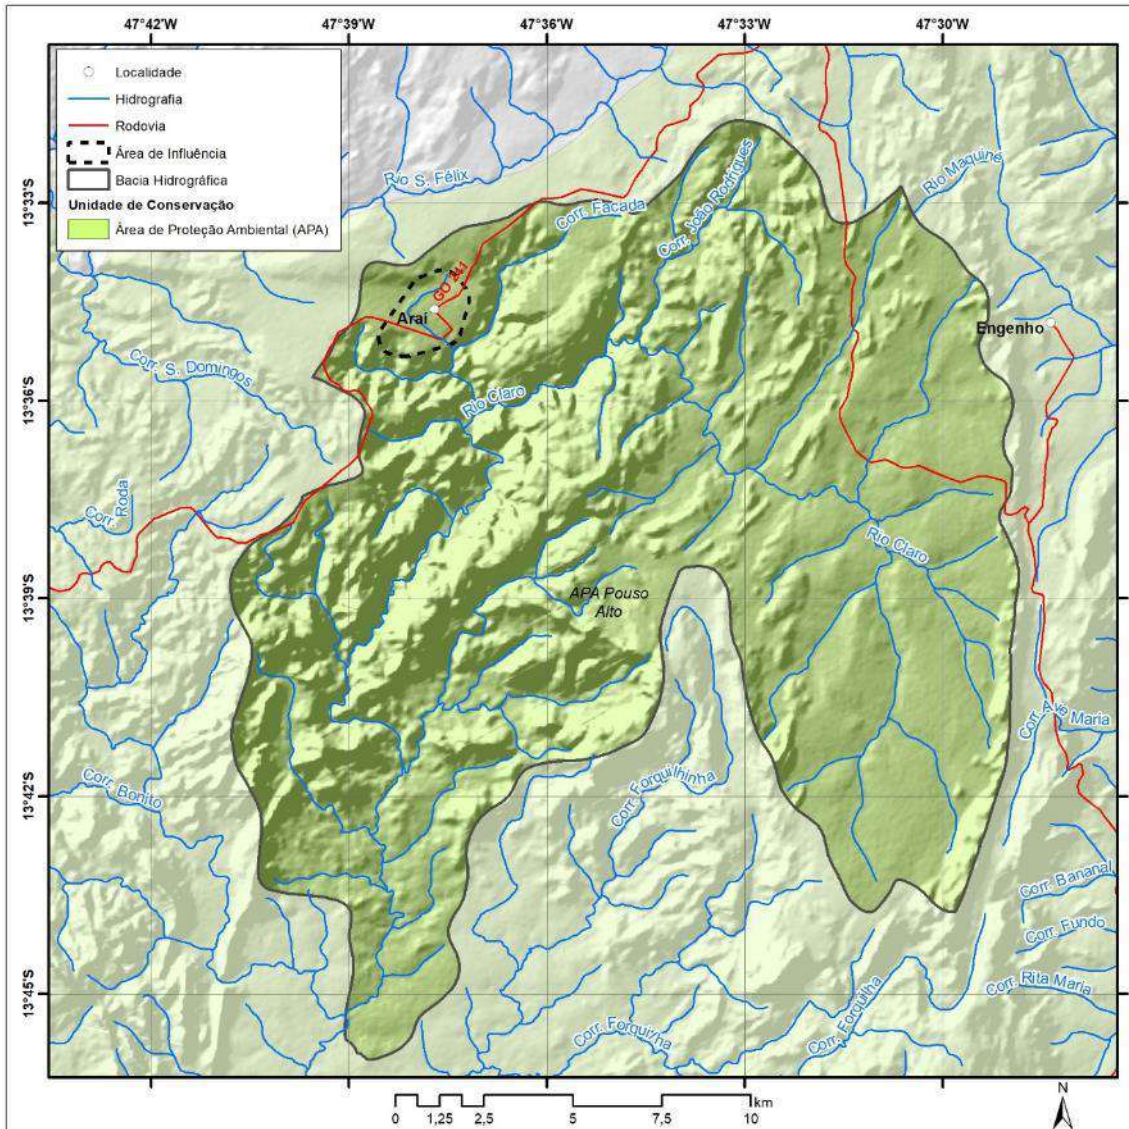 47°42'W
47°39'W
47°36'W
47°33'W
47°30'W
Localidade
Hidrografia
Rodovia
Área de Influência
Bacia Hidrográfica
Unidade de Conservação
Área de Proteção Ambiental (APA)
Rio S. Félix
Rio Maquiné
13°33'S
Corr. Facada
Corr. João Rodrigues
GO 241
Araí
Engenho
Corr. S. Domingos
Rio Claro
13°36'S
Corr. Roda
Rio Claro
13°39'S
APA Pouso
Alto
Corr. Ave Maria
Corr. Bonito
Corr. Forquilhinha
13°42'S
Corr. Bananal
Corr. Fundo
Corr. Rita Maria
13°45'S
Corr. Forquilha
N
0
1,25
2,5
5
7,5
10
km